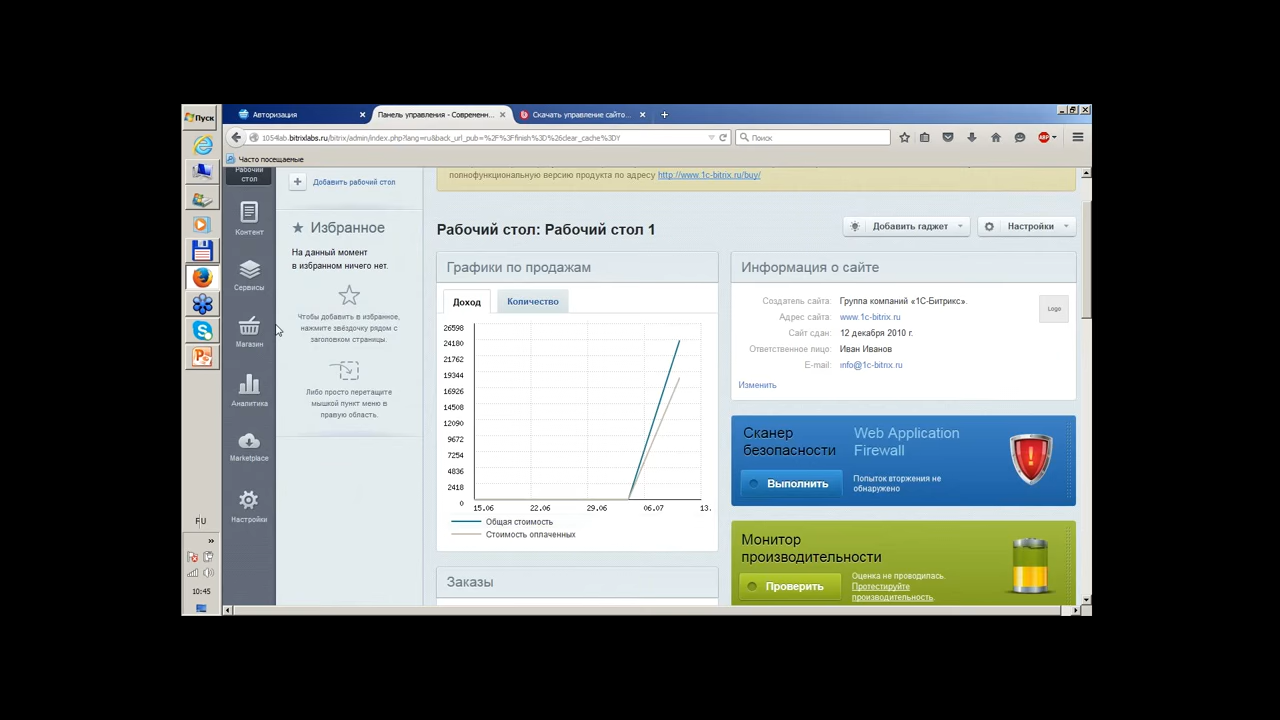 Пуск
Авторизация
Панель управления - Современн...
Скачать управление сайто...
1054lab.bitrixlabs.ru/bitrix/admin/index.php?lang=ru&back_url_pub=%2F%3Ffinish%3D%26clear_cache%3DY
Поиск
Часто посещаемые
Рабочий
стол
Добавить рабочий стол
полнофункциональную версию продукта по адресу http://www.1c-bitrix.ru/buy/
Контент
Избранное
На данный момент
в избранном ничего нет.
Чтобы добавить в избранное,
нажмите звёздочку рядом с
заголовком страницы.
Либо просто перетащите
мышкой пункт меню в
правую область.
Сервисы
Магазин
Аналитика
Marketplace
Настройки
Рабочий стол: Рабочий стол 1
Добавить гаджет
Настройки
Графики по продажам
Доход
Количество
26598
24180
21762
19344
16926
14508
12090
9672
7254
4836
2418
0
15.06 22.06 29.06 06.07 13.
Общая стоимость
Стоимость оплаченных
Заказы
Информация о сайте
Создатель сайта: Группа компаний «1С-Битрикс».
Адрес сайта: www.1c-bitrix.ru
Сайт сдан: 12 декабря 2010 г.
Ответственное лицо: Иван Иванов
E-mail: info@1c-bitrix.ru
Logo
Изменить
Сканер
безопасности
Выполнить
Web Application
Firewall
Попыток вторжения не
обнаружено
Монитор
производительности
Проверить
Оценка не проводилась.
Протестируйте
производительность.
10:45